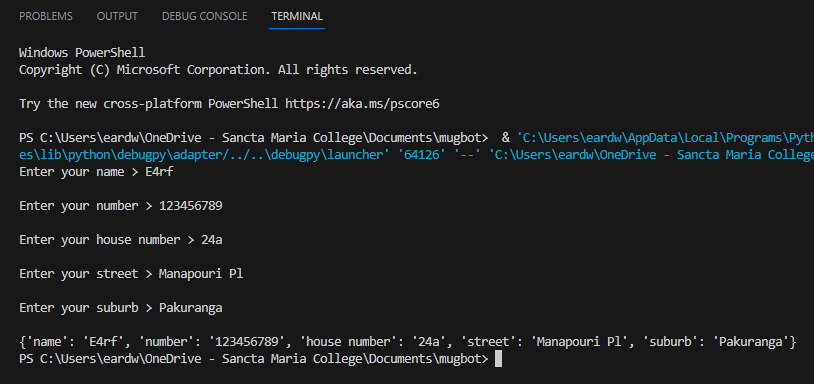 PROBLEMS OUTPUT DEBUG CONSOLE TERMINAL
Windows PowerShell
Copyright (C) Microsoft Corporation. All rights reserved.
Try the new cross-platform PowerShell https://aka.ms/pscore6
PS C:\Users\eardw\OneDrive - Sancta Maria College\Documents\mugbot>  & 'C:\Users\eardw\AppData\Local\Programs\Pyth
es\lib\python\debugpy\adapter/../..\debugpy\launcher' '64126' '--' 'C:\Users\eardw\OneDrive - Sancta Maria College
Enter your name > E4rf
Enter your number > 123456789
Enter your house number > 24a
Enter your street > Manapouri Pl
Enter your suburb > Pakuranga
{'name': 'E4rf', 'number': '123456789', 'house number': '24a', 'street': 'Manapouri Pl', 'suburb': 'Pakuranga'}
PS C:\Users\eardw\OneDrive - Sancta Maria College\Documents\mugbot>